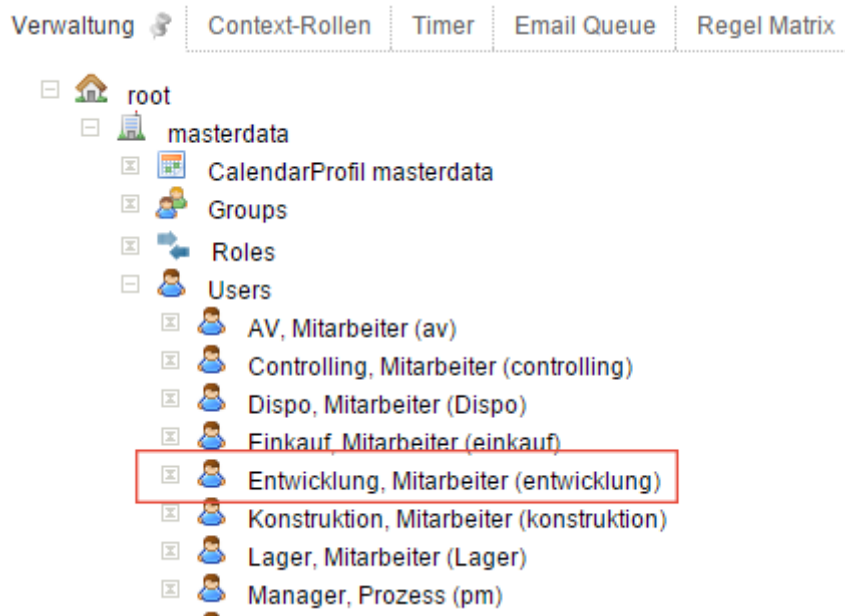 Verwaltung Context-Rollen Timer Email Queue Regel Matrix
root
masterdata
CalendarProfil masterdata
Groups
Roles
Users
AV, Mitarbeiter (av)
Controlling, Mitarbeiter (controlling)
Dispo, Mitarbeiter (Dispo)
Einkauf, Mitarbeiter (einkauf)
Entwicklung, Mitarbeiter (entwicklung)
Konstruktion, Mitarbeiter (konstruktion)
Lager, Mitarbeiter (Lager)
Manager, Prozess (pm)